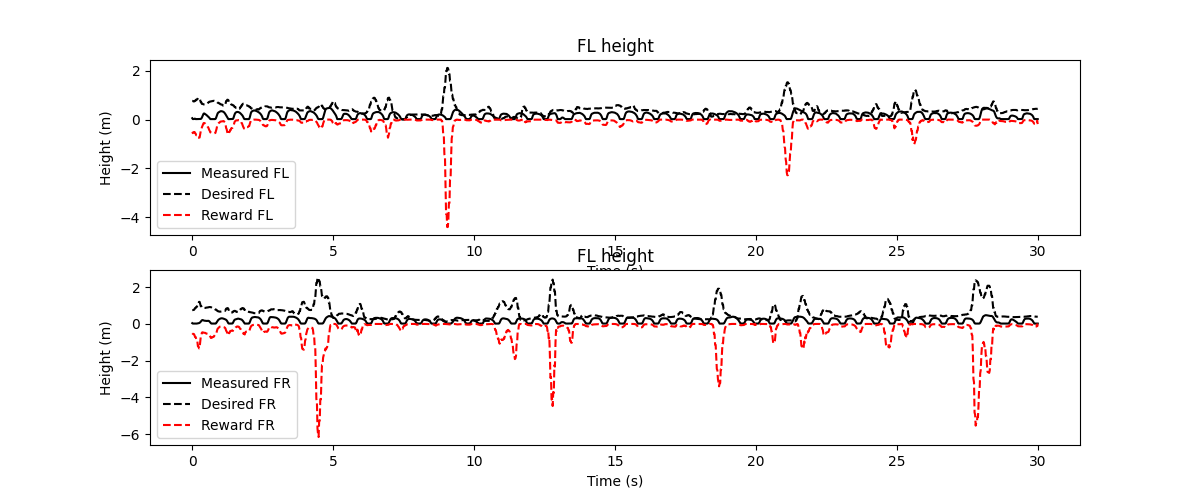 FL height
Height (m)
2
0
−2
−4
Measured FL
Desired FL
Reward FL
0 5 10 15 20 25 30
Time (s)
FL height
Height (m)
2
0
−2
−4
−6
Measured FR
Desired FR
Reward FR
0 5 10 15 20 25 30
Time (s)